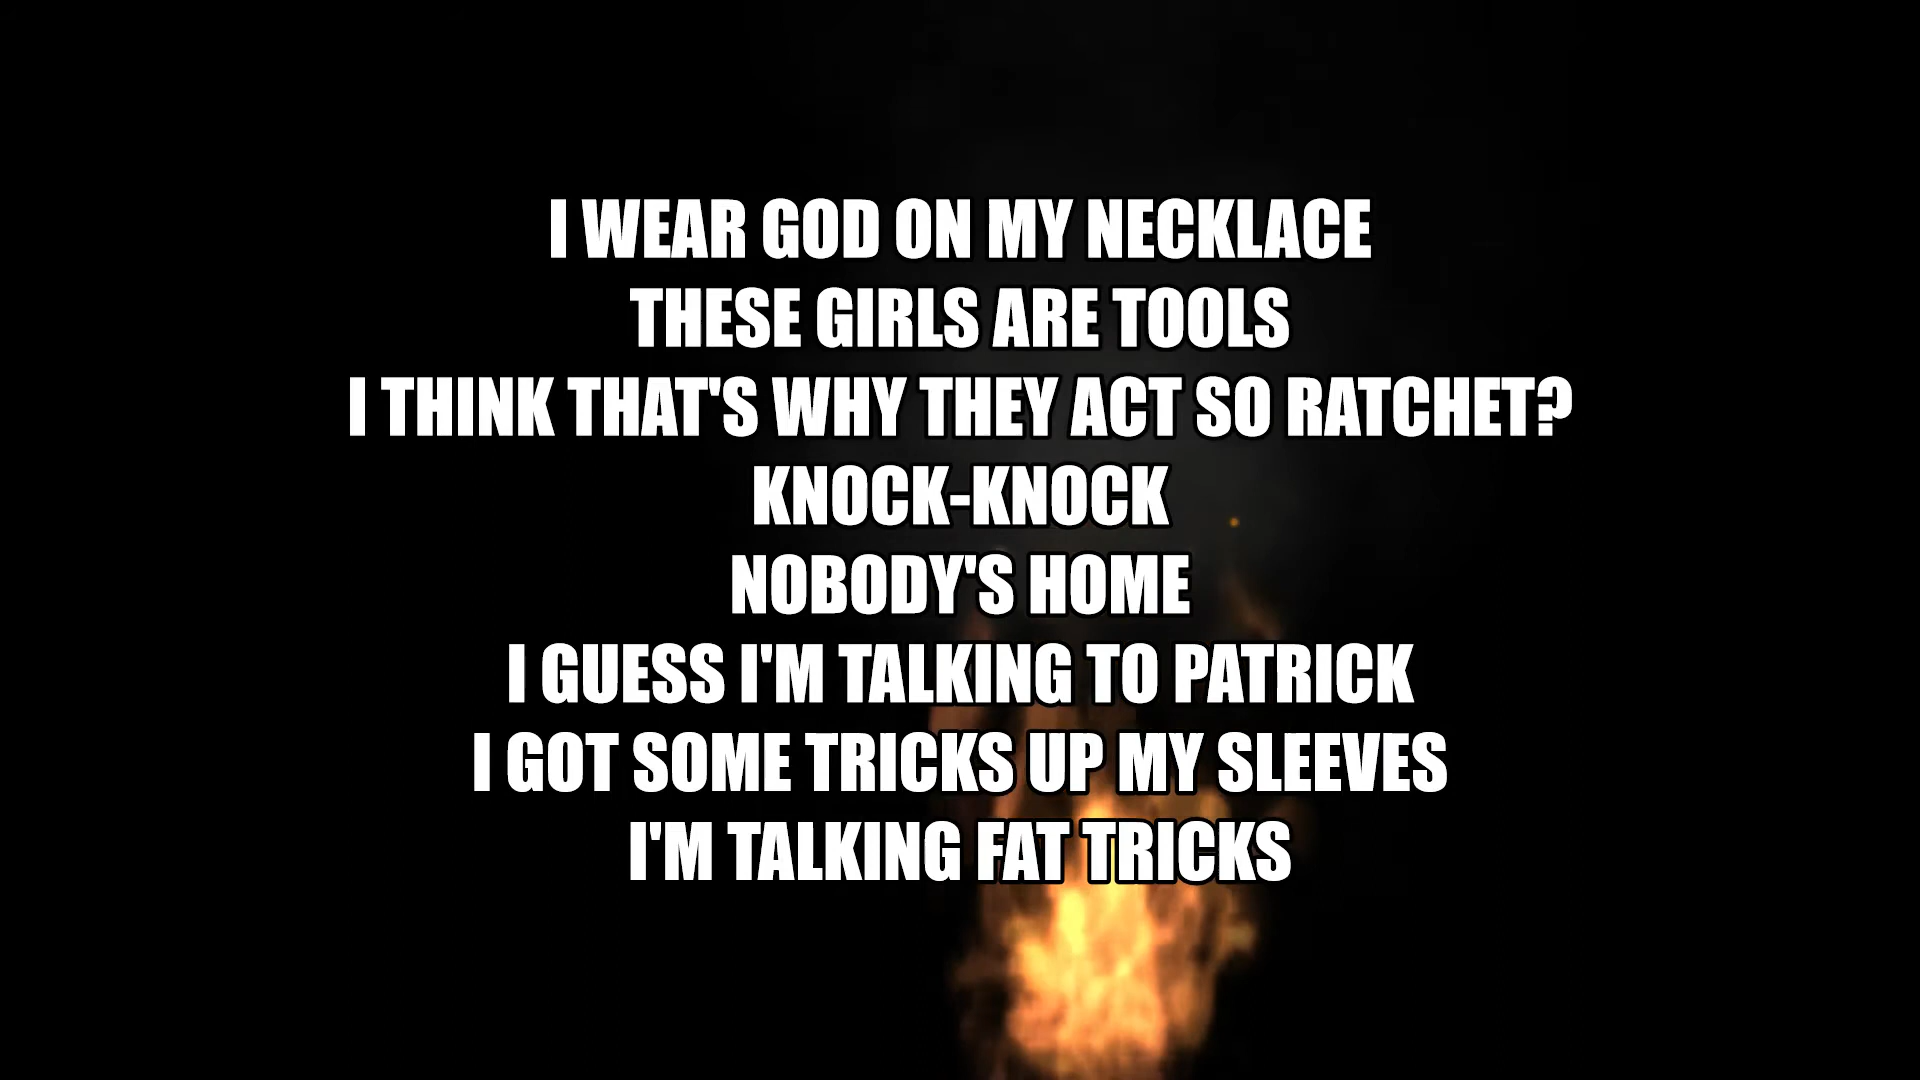 I WEAR GOD ON MY NECKLACE
THESE GIRLS ARE TOOLS
I THINK THAT'S WHY THEY ACT SO RATCHET?
KNOCK-KNOCK
NOBODY'S HOME
I GUESS I'M TALKING TO PATRICK
I GOT SOME TRICKS UP MY SLEEVES
I'M TALKING FAT TRICKS